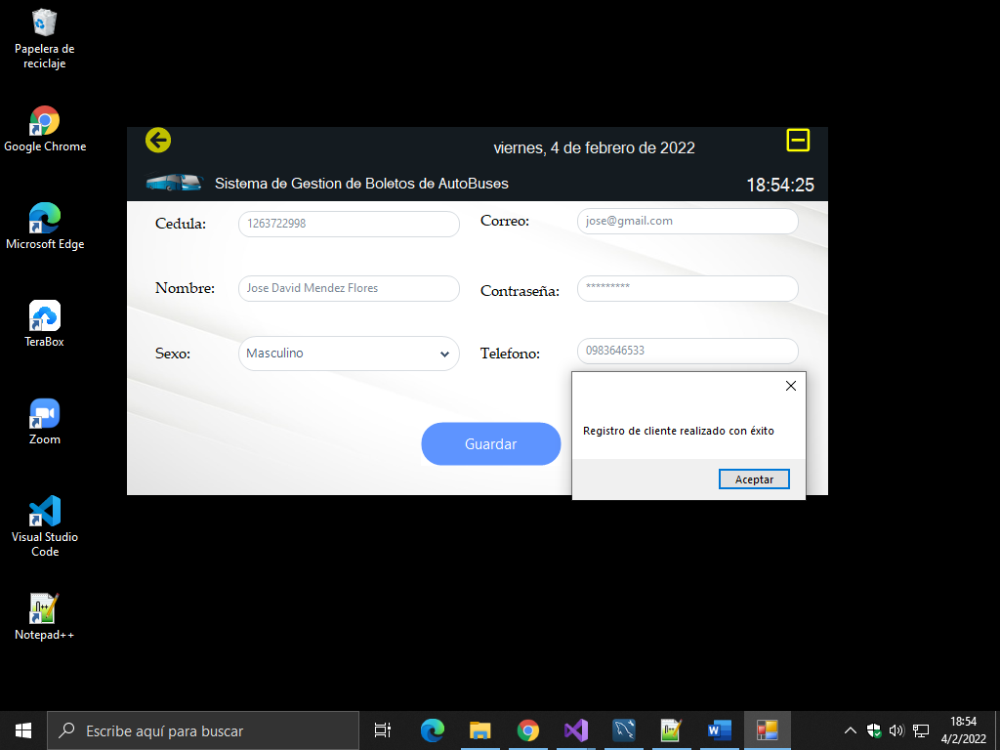 Papelera de
reciclaje
Google Chrome
Microsoft Edge
TeraBox
Zoom
Visual Studio
Code
Notepad++
viernes, 4 de febrero de 2022
Sistema de Gestion de Boletos de AutoBuses
18:54:25
Cedula:
1263722998
Correo:
jose@gmail.com
Nombre:
Jose David Mendez Flores
Contraseña:
*********
Sexo:
Masculino
Telefono:
0983646533
Guardar
Registro de cliente realizado con éxito
Aceptar
Escribe aquí para buscar
18:54
4/2/2022